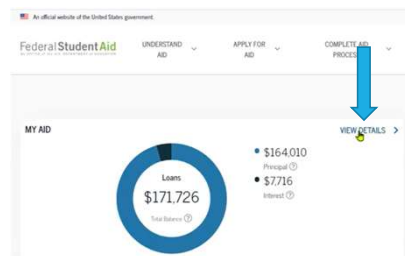 An official website of the United States government.
Federal Student Aid
UNDERSTAND AID
APPLY FOR AID
COMPLETE AID PROCESS
MY AID
VIEW DETAILS >
Loans
$171,726
Total Balance ?
$164,010
Principal ?
$7,716
Interest ?